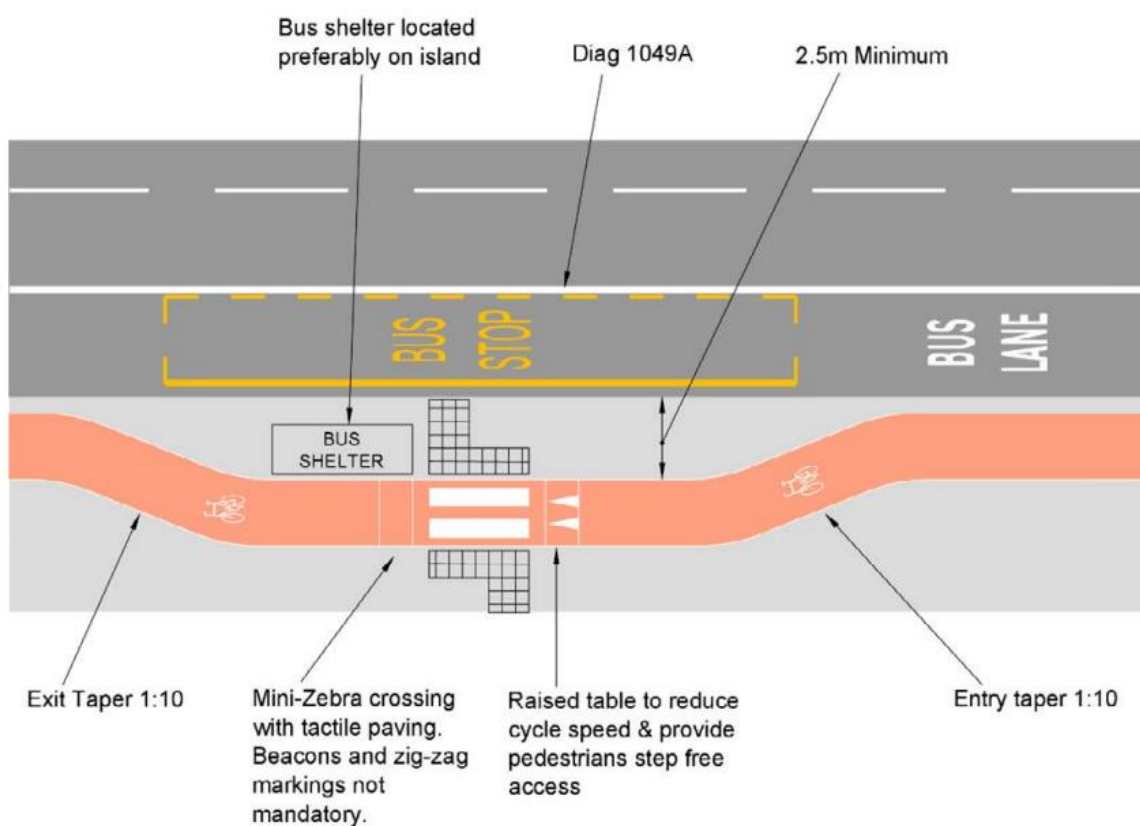 Bus shelter located
preferably on island
Diag 1049A
2.5m Minimum
BUS
STOP
BUS
LANE
BUS
SHELTER
Exit Taper 1:10
Mini-Zebra crossing
with tactile paving.
Beacons and zig-zag
markings not
mandatory.
Raised table to reduce
cycle speed & provide
pedestrians step free
access
Entry taper 1:10